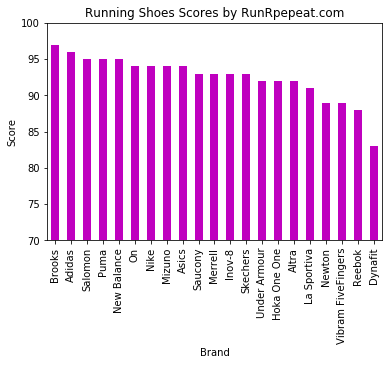 Running Shoes Scores by RunRpepeat.com
100
95
90
85
80
75
70
Score
Brooks
Adidas
Salomon
Puma
New Balance
On
Nike
Mizuno
Asics
Saucony
Merrell
Inov-8
Skechers
Under Armour
Hoka One One
Altra
La Sportiva
Newton
Vibram FiveFingers
Reebok
Dynafit
Brand